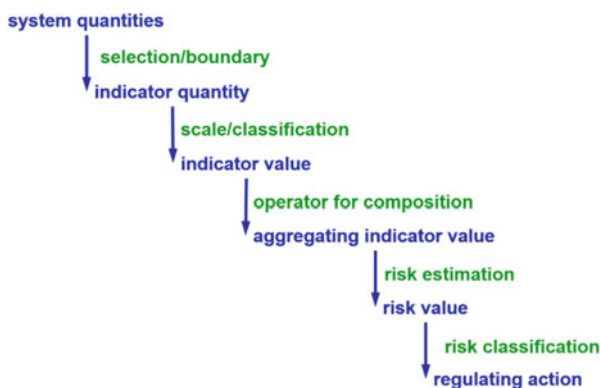 system quantities
selection/boundary
indicator quantity
scale/classification
indicator value
operator for composition
aggregating indicator value
risk estimation
risk value
risk classification
regulating action